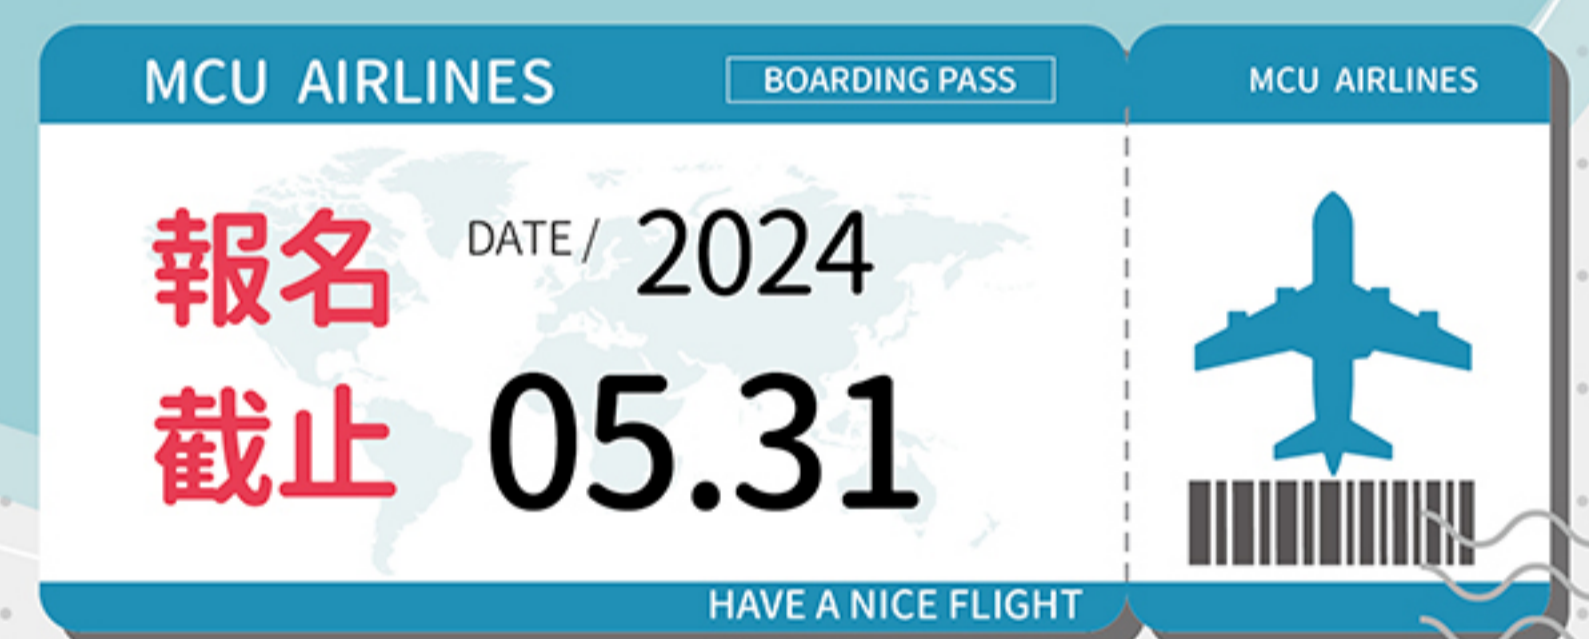 MCU AIRLINES
BOARDING PASS
MCU AIRLINES
報名
DATE / 2024
截止
05.31
HAVE A NICE FLIGHT